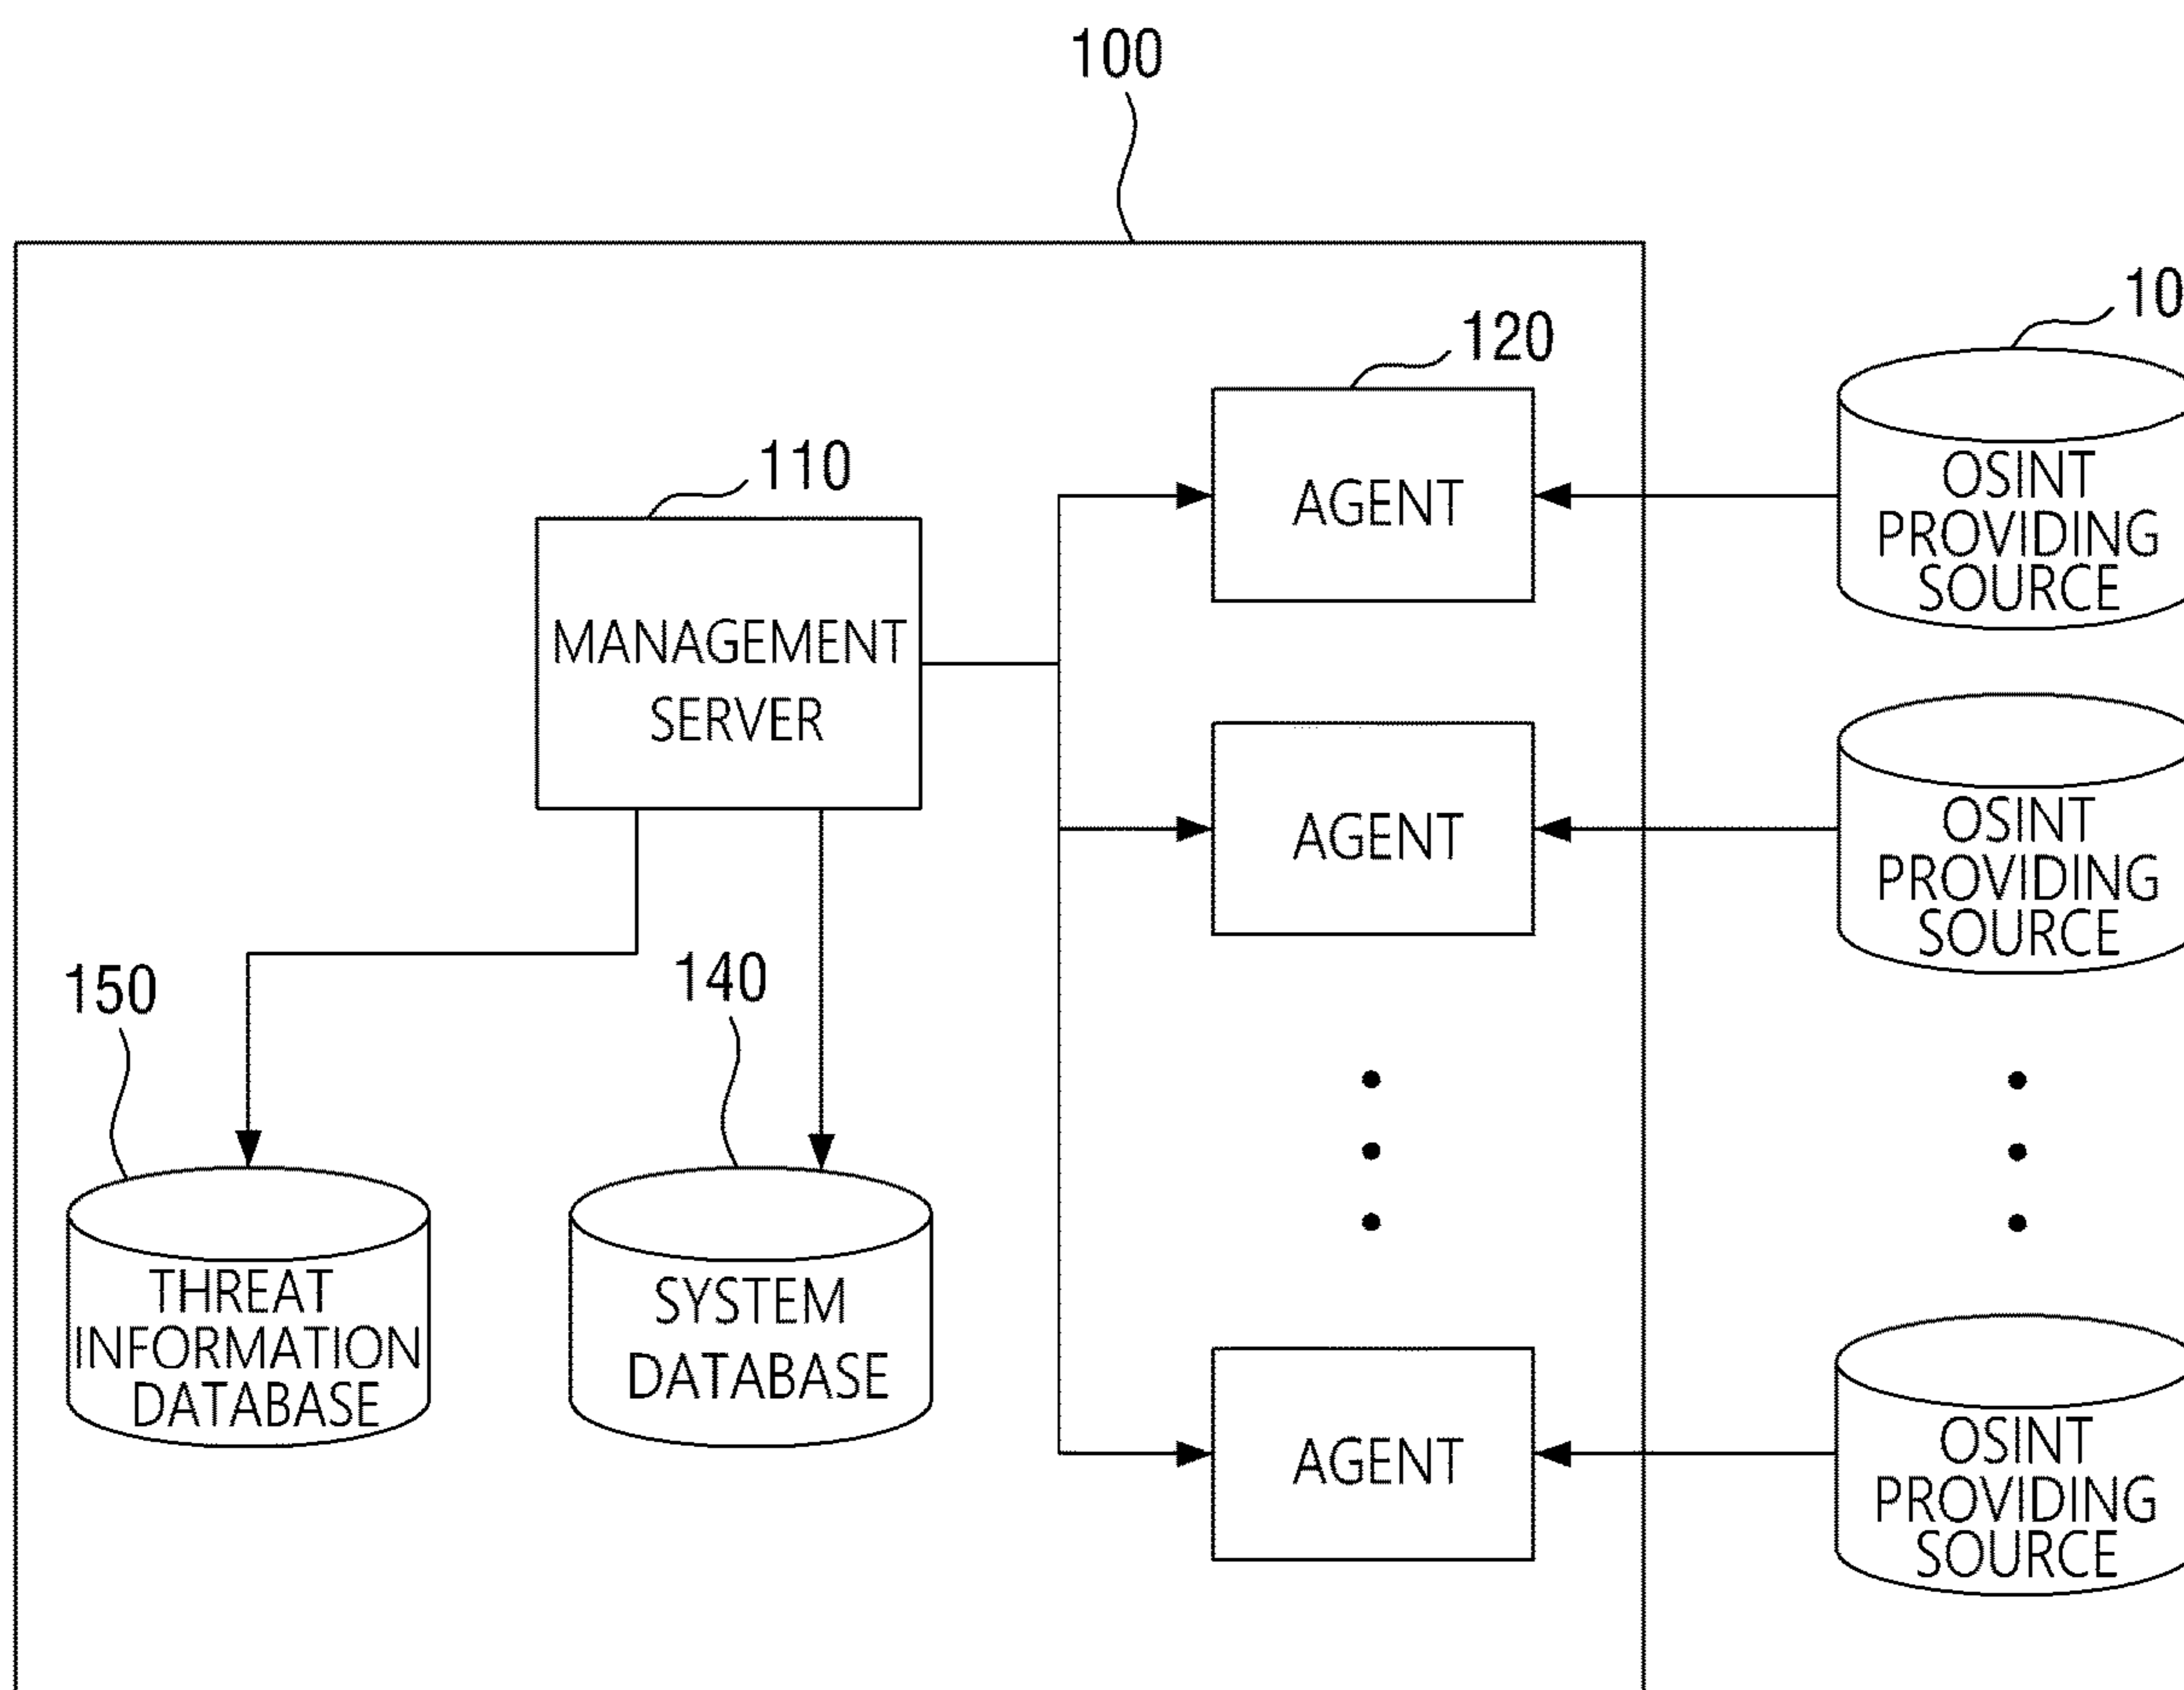 100
10
120
110
AGENT
OSINT
PROVIDING
SOURCE
MANAGEMENT
SERVER
AGENT
OSINT
PROVIDING
SOURCE
150
140
THREAT
INFORMATION
DATABASE
SYSTEM
DATABASE
AGENT
OSINT
PROVIDING
SOURCE